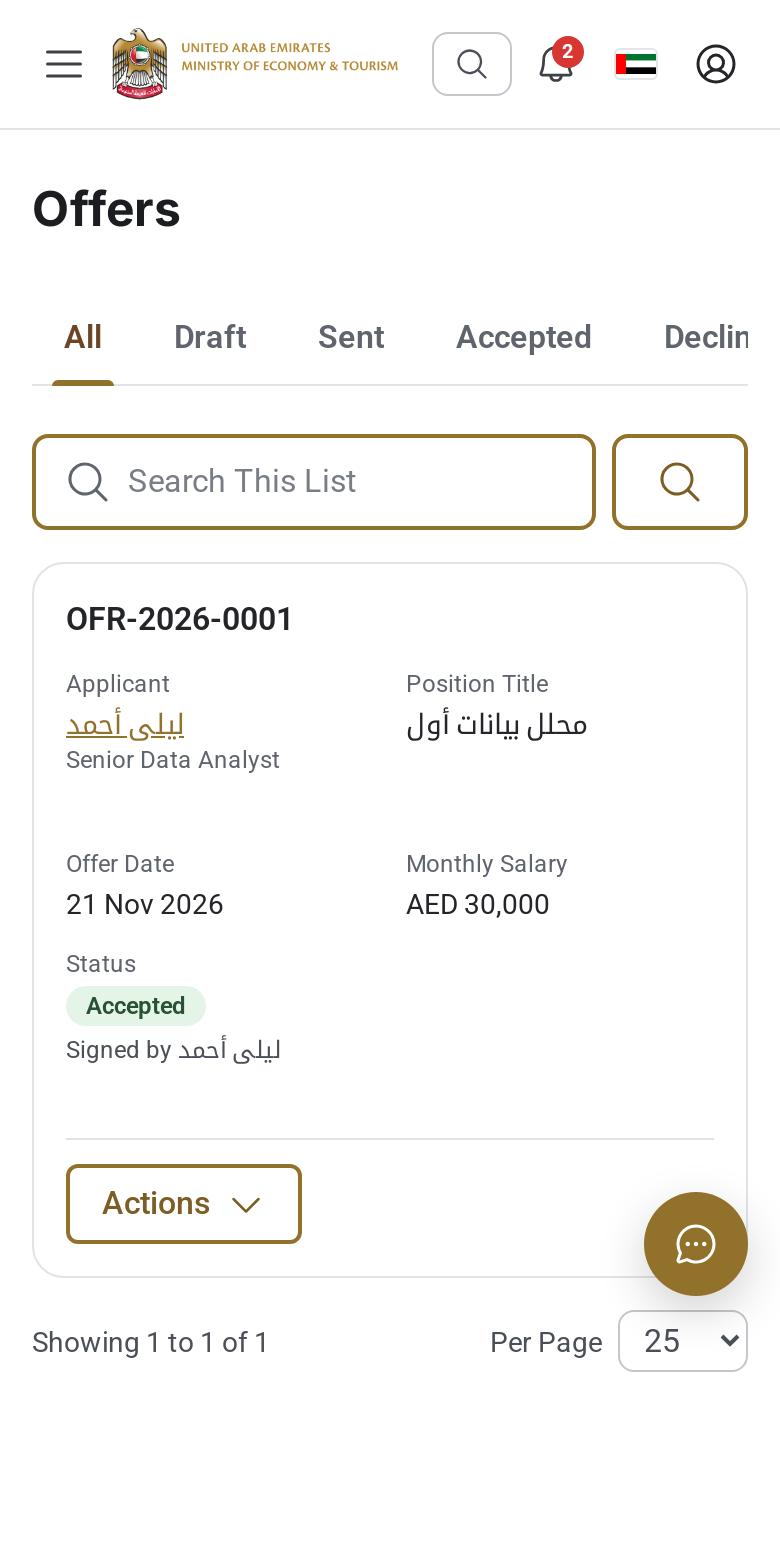 UNITED ARAB EMIRATES
MINISTRY OF ECONOMY & TOURISM
2
Offers
All Draft Sent Accepted Declin
Search This List
OFR-2026-0001
Applicant Position Title
ليلى أحمد محلل بيانات أول
Senior Data Analyst
Offer Date Monthly Salary
21 Nov 2026 AED 30,000
Status
Accepted
Signed by ليلى أحمد
Actions
Showing 1 to 1 of 1 Per Page 25